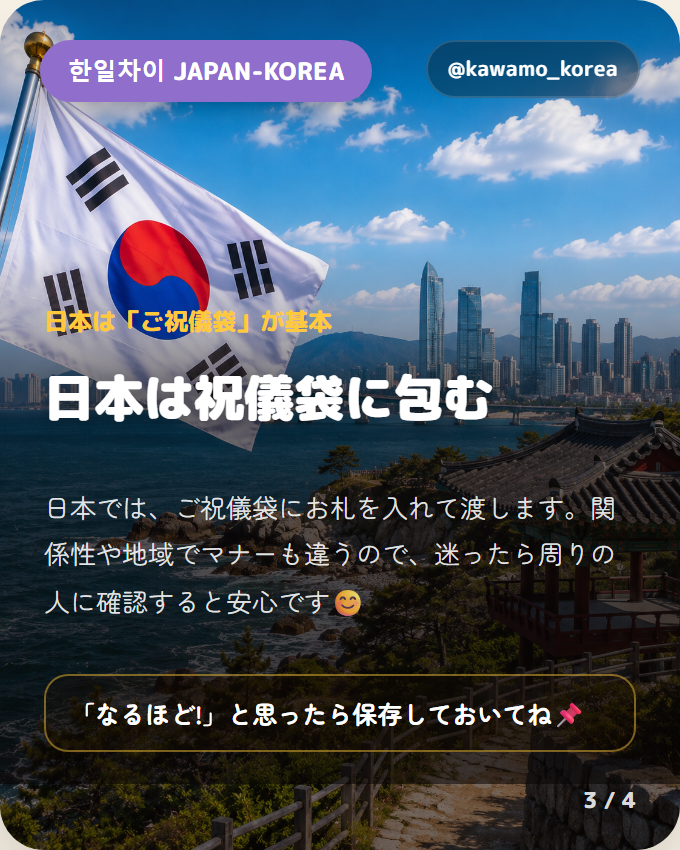 한일차이 JAPAN-KOREA
@kawamo_korea
日本は「ご祝儀袋」が基本
日本は祝儀袋に包む
日本では、ご祝儀袋にお札を入れて渡します。関
係性や地域でマナーも違うので、迷ったら周りの
人に確認すると安心です😊
「なるほど!」と思ったら保存しておいてね📌
3 / 4